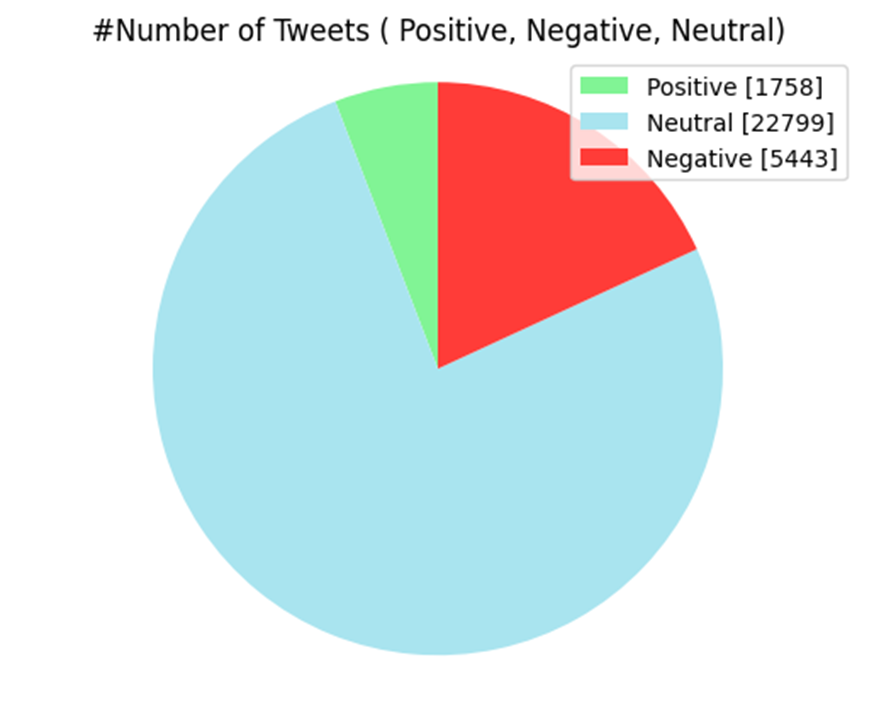 #Number of Tweets ( Positive, Negative, Neutral)
Positive [1758]
Neutral [22799]
Negative [5443]